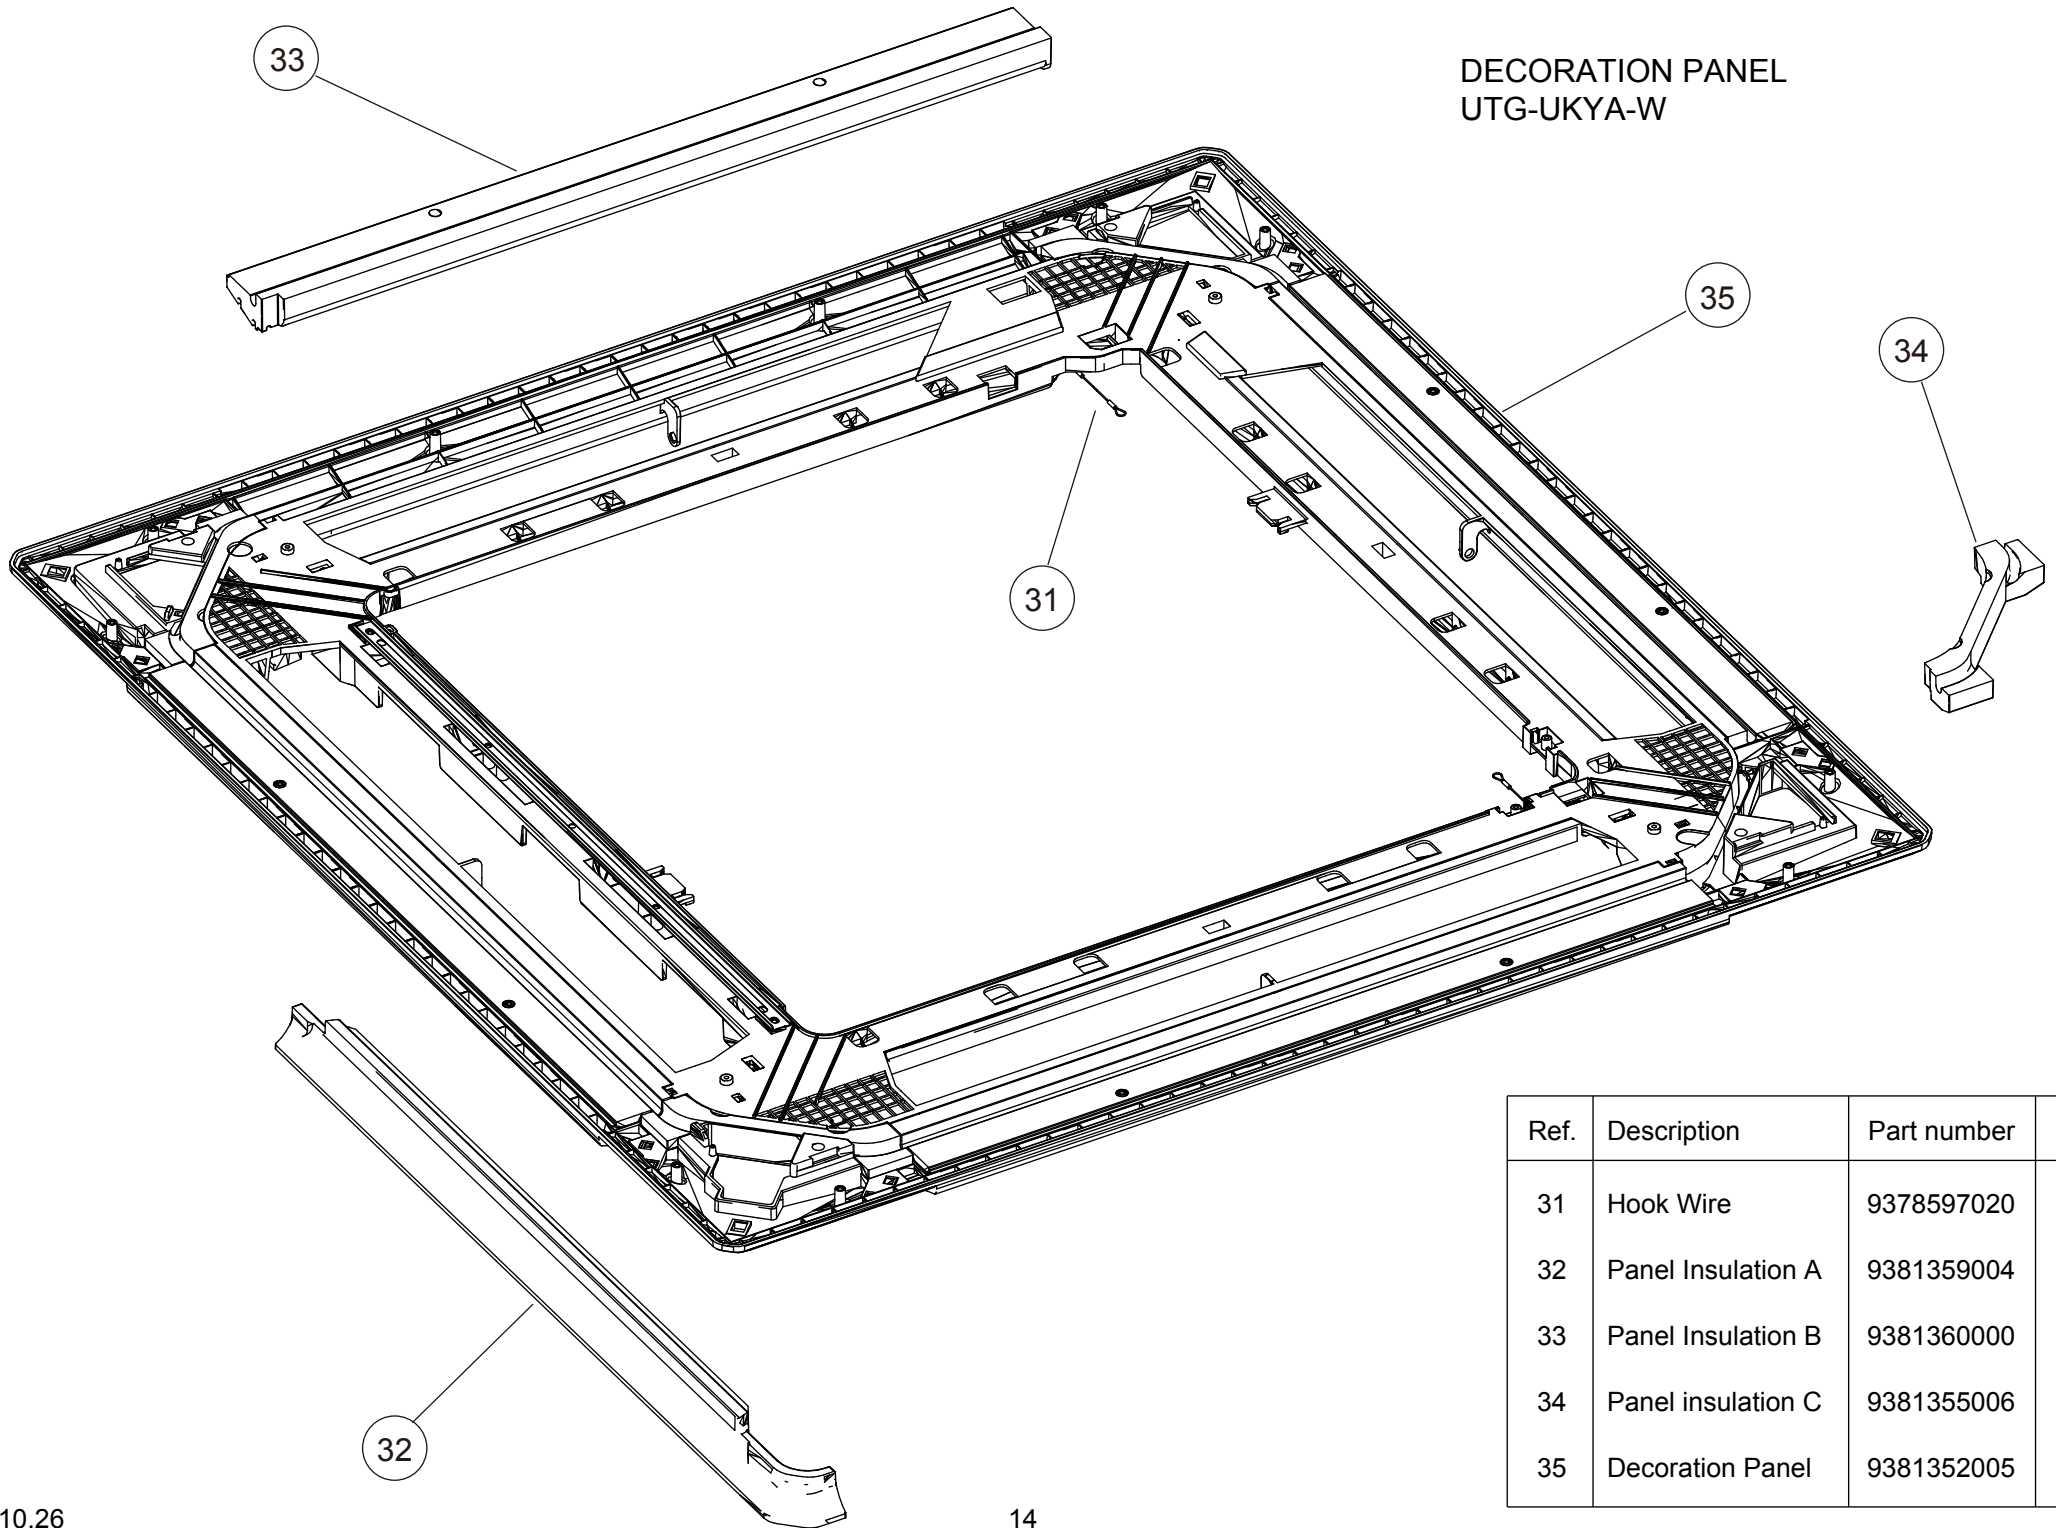 33
DECORATION PANEL
UTG-UKYA-W
35
34
31
32
Ref. Description Part number
31 Hook Wire 9378597020
32 Panel Insulation A 9381359004
33 Panel Insulation B 9381360000
34 Panel insulation C 9381355006
35 Decoration Panel 9381352005
10.26
14